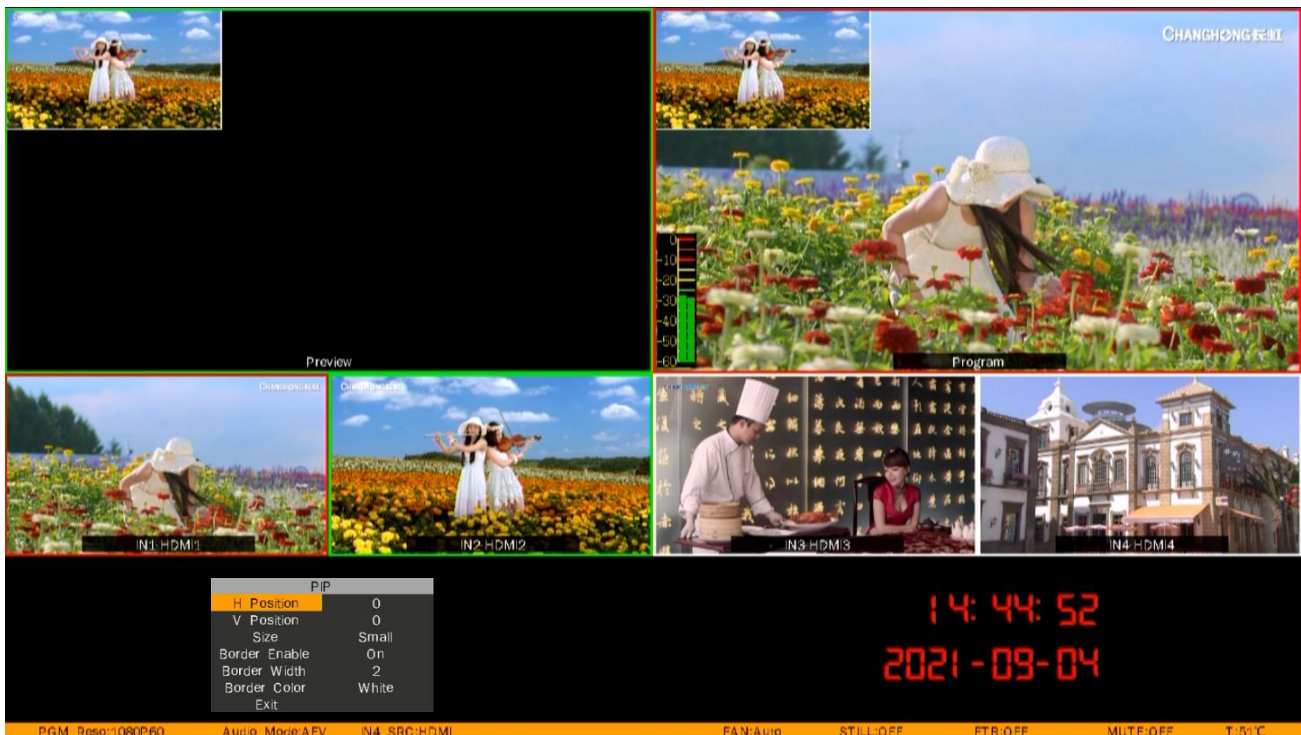 CHANGHONG长虹
0
-10
-20
-30
-40
-50
-60
Preview
Program
CHANGHONG长虹
IN1-HDMI1
IN2-HDMI2
IN3-HDMI3
IN4-HDMI4
PIP
H Position 0
V Position 0
Size Small
Border Enable On
Border Width 2
Border Color White
Exit
14:44:52
2021-09-04
PGM Reso:1080P60 Audio Mode:AFV IN4 SRC:HDMI FAN:Auto STILL:OFF FTB:OFF MUTE:OFF T:51℃